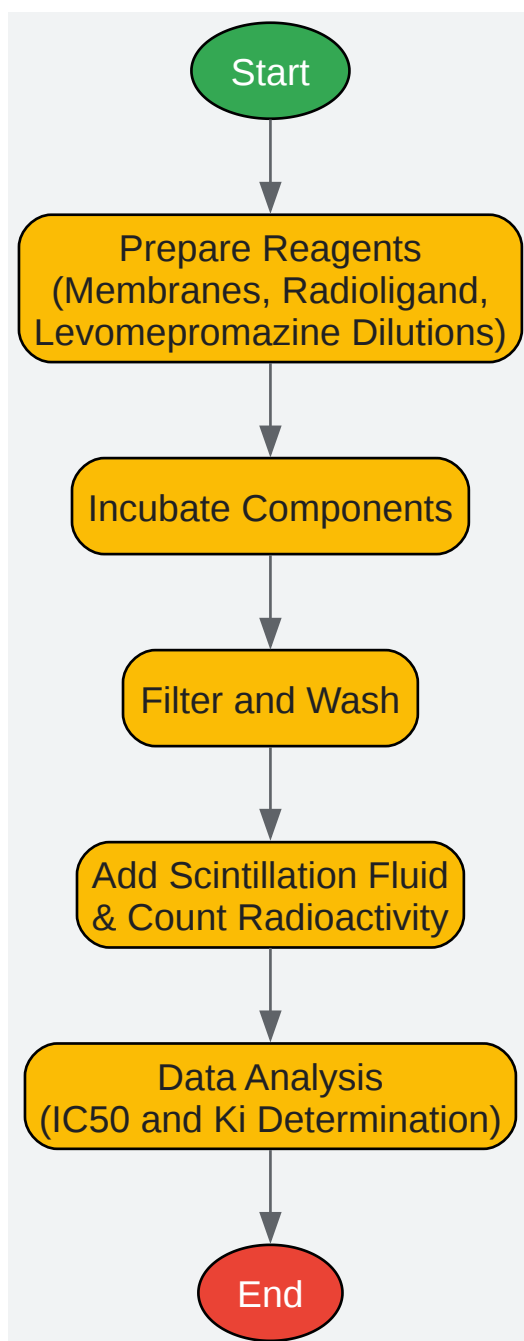 Start
Prepare Reagents
(Membranes, Radioligand,
Levomepromazine Dilutions)
Incubate Components
Filter and Wash
Add Scintillation Fluid
& Count Radioactivity
Data Analysis
(IC50 and Ki Determination)
End